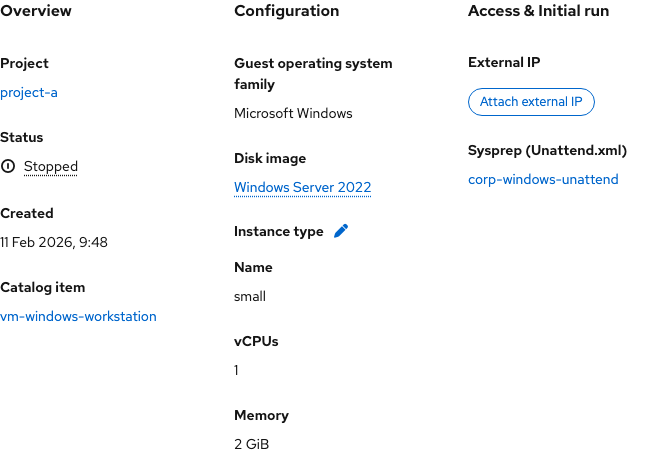 Overview
Project
project-a
Status
Stopped
Created
11 Feb 2026, 9:48
Catalog item
vm-windows-workstation
Configuration
Guest operating system
family
Microsoft Windows
Disk image
Windows Server 2022
Instance type
Name
small
vCPUs
1
Memory
2 GiB
Access & Initial run
External IP
Attach external IP
Sysprep (Unattend.xml)
corp-windows-unattend